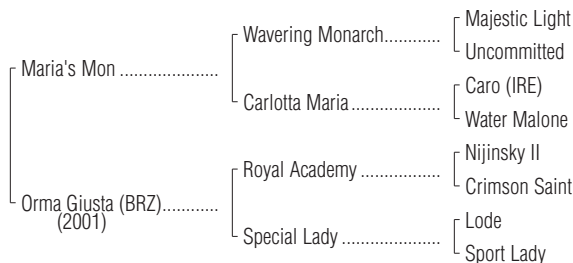 Majestic Light
Wavering Monarch............
Uncommitted
Maria's Mon ......................
Caro (IRE)
Carlotta Maria...................
Water Malone
Nijinsky II
Royal Academy .................
Crimson Saint
Orma Giusta (BRZ)............
(2001)
Lode
Special Lady .....................
Sport Lady